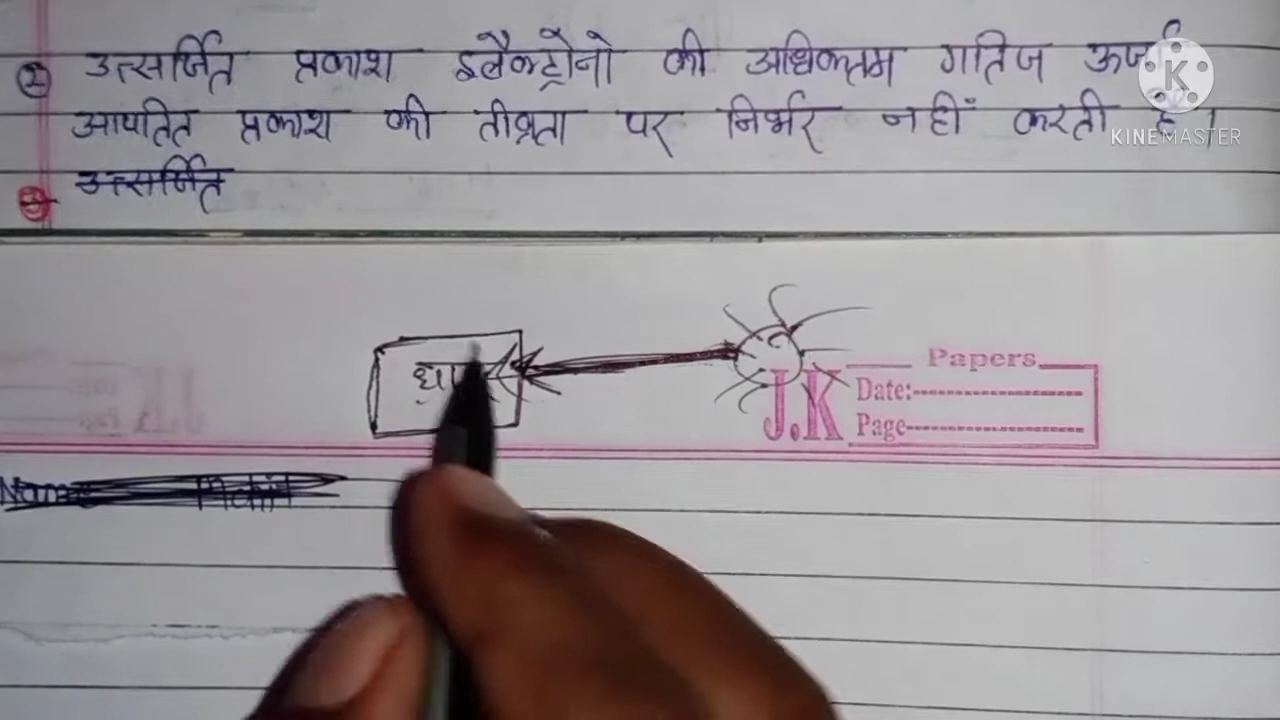 ② उत्सर्जित प्रकाश इलैक्ट्रोनो की अधिकतम गतिज ऊर्जा
आपतित प्रकाश की तीव्रता पर निर्भर नहीं करती है।
③ उत्सर्जित
K
KINEMASTER
J.K Papers
Date:
Page